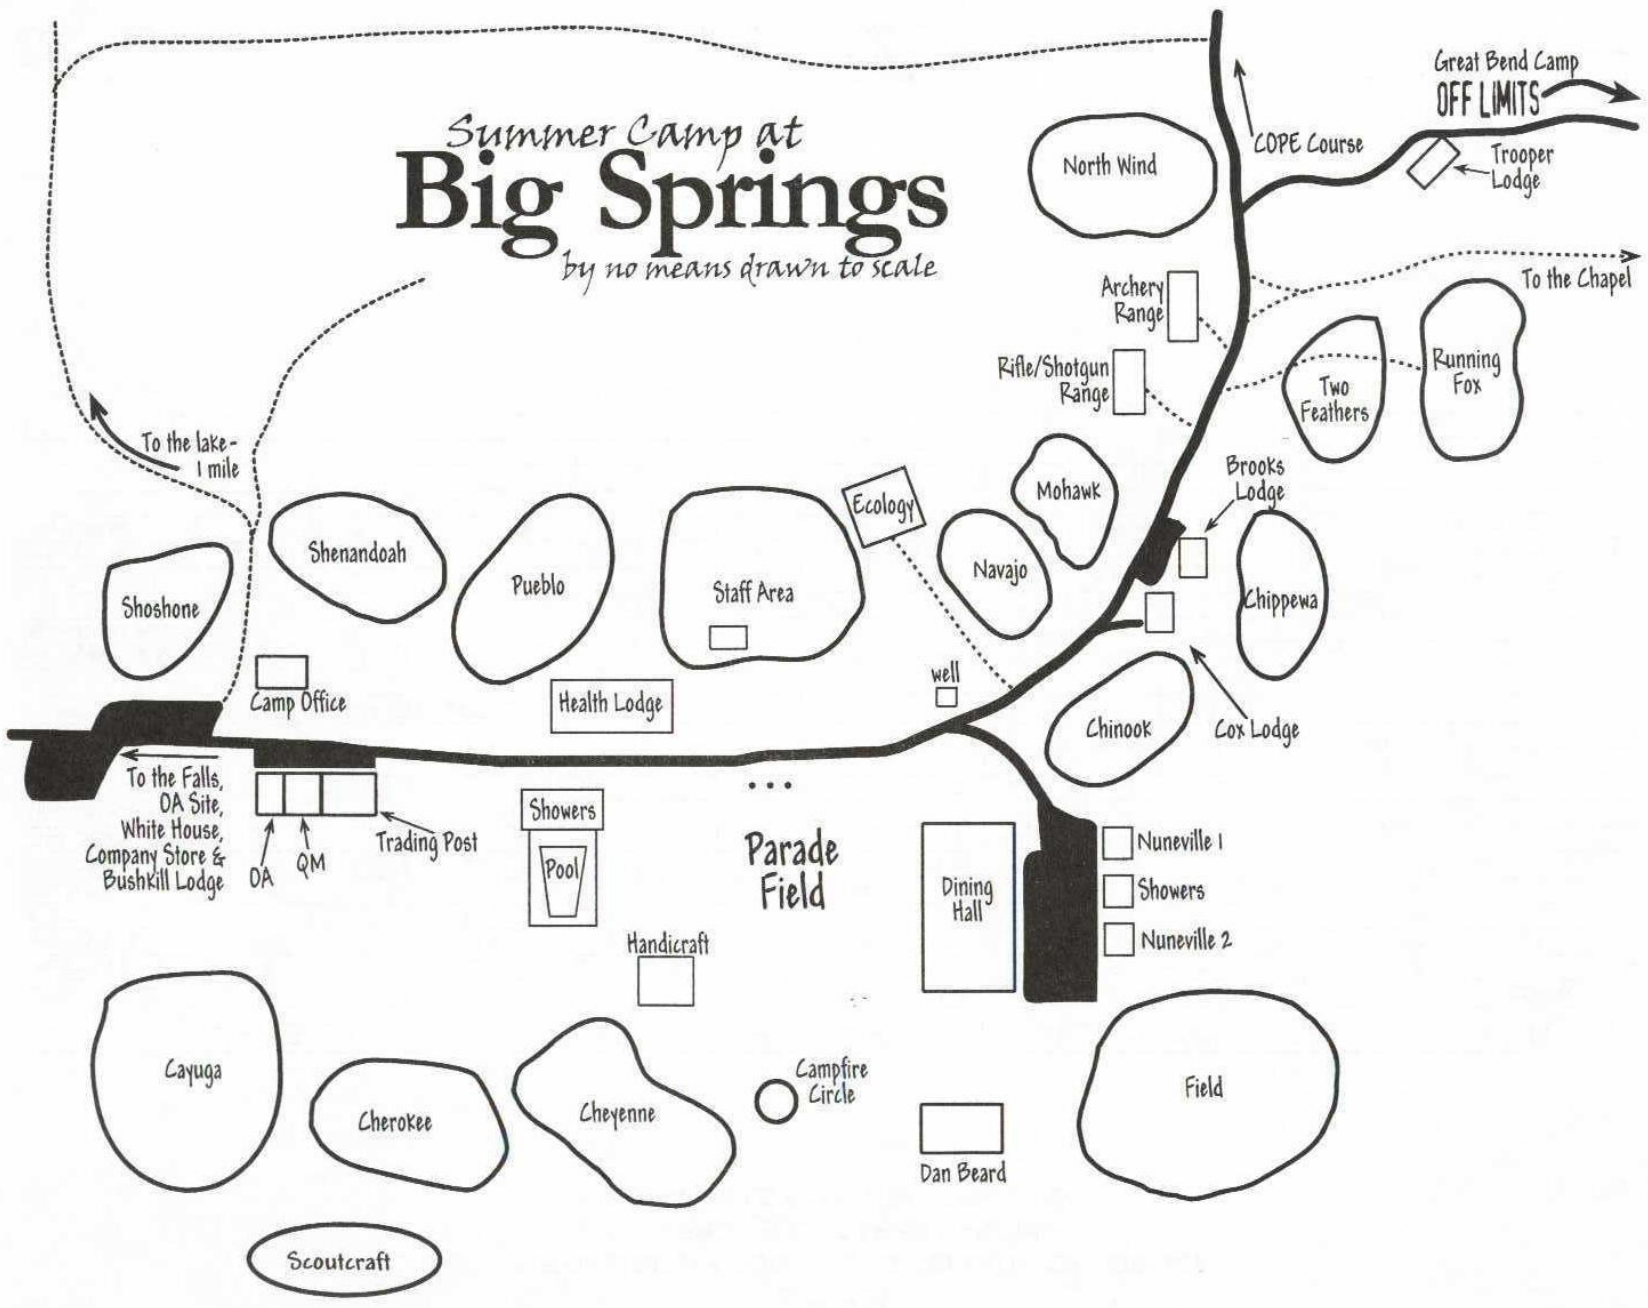 Summer Camp at
Big Springs
by no means drawn to scale
Great Bend Camp
OFF LIMITS
COPE Course
Trooper
Lodge
North Wind
To the Chapel
Archery
Range
Rifle/Shotgun
Range
Two
Feathers
Running
Fox
To the lake-
1 mile
Brooks
Lodge
Mohawk
Ecology
Navajo
Shenandoah
Pueblo
Staff Area
Shoshone
Chippewa
well
Camp Office
Health Lodge
Chinook
Cox Lodge
To the Falls,
OA Site,
White House,
Company Store &
Bushkill Lodge
OA
QM
Trading Post
Showers
Pool
Parade
Field
Dining
Hall
Nuneville 1
Showers
Nuneville 2
Handicraft
Cayuga
Cherokee
Cheyenne
Campfire
Circle
Field
Dan Beard
Scoutcraft